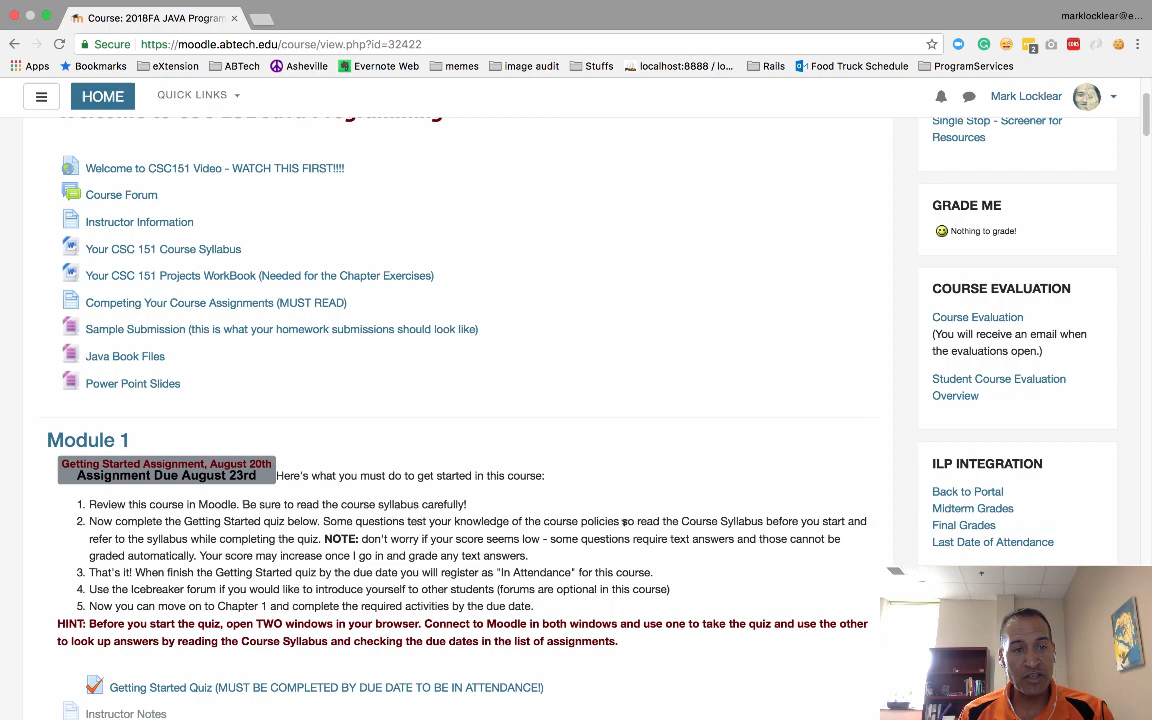 Course: 2018FA JAVA Program
marklocklear@e...
Secure
https://moodle.abtech.edu/course/view.php?id=32422
2
CORS
Apps
Bookmarks
eXtension
ABTech
Asheville
Evernote Web
memes
image audit
Stuffs
localhost:8888 / lo...
Rails
Food Truck Schedule
ProgramServices
HOME
QUICK LINKS
Mark Locklear
Single Stop - Screener for
Resources
Welcome to CSC151 Video - WATCH THIS FIRST!!!!
Course Forum
Instructor Information
Your CSC 151 Course Syllabus
Your CSC 151 Projects WorkBook (Needed for the Chapter Exercises)
Competing Your Course Assignments (MUST READ)
Sample Submission (this is what your homework submissions should look like)
Java Book Files
Power Point Slides
GRADE ME
Nothing to grade!
COURSE EVALUATION
Course Evaluation
(You will receive an email when
the evaluations open.)
Student Course Evaluation
Overview
Module 1
Getting Started Assignment, August 20th
Assignment Due August 23rd
Here's what you must do to get started in this course:
1. Review this course in Moodle. Be sure to read the course syllabus carefully!
2. Now complete the Getting Started quiz below. Some questions test your knowledge of the course policies so read the Course Syllabus before you start and
refer to the syllabus while completing the quiz. NOTE: don't worry if your score seems low - some questions require text answers and those cannot be
graded automatically. Your score may increase once I go in and grade any text answers.
3. That's it! When finish the Getting Started quiz by the due date you will register as "In Attendance" for this course.
4. Use the Icebreaker forum if you would like to introduce yourself to other students (forums are optional in this course)
5. Now you can move on to Chapter 1 and complete the required activities by the due date.
HINT: Before you start the quiz, open TWO windows in your browser. Connect to Moodle in both windows and use one to take the quiz and use the other
to look up answers by reading the Course Syllabus and checking the due dates in the list of assignments.
Getting Started Quiz (MUST BE COMPLETED BY DUE DATE TO BE IN ATTENDANCE!)
Instructor Notes
ILP INTEGRATION
Back to Portal
Midterm Grades
Final Grades
Last Date of Attendance